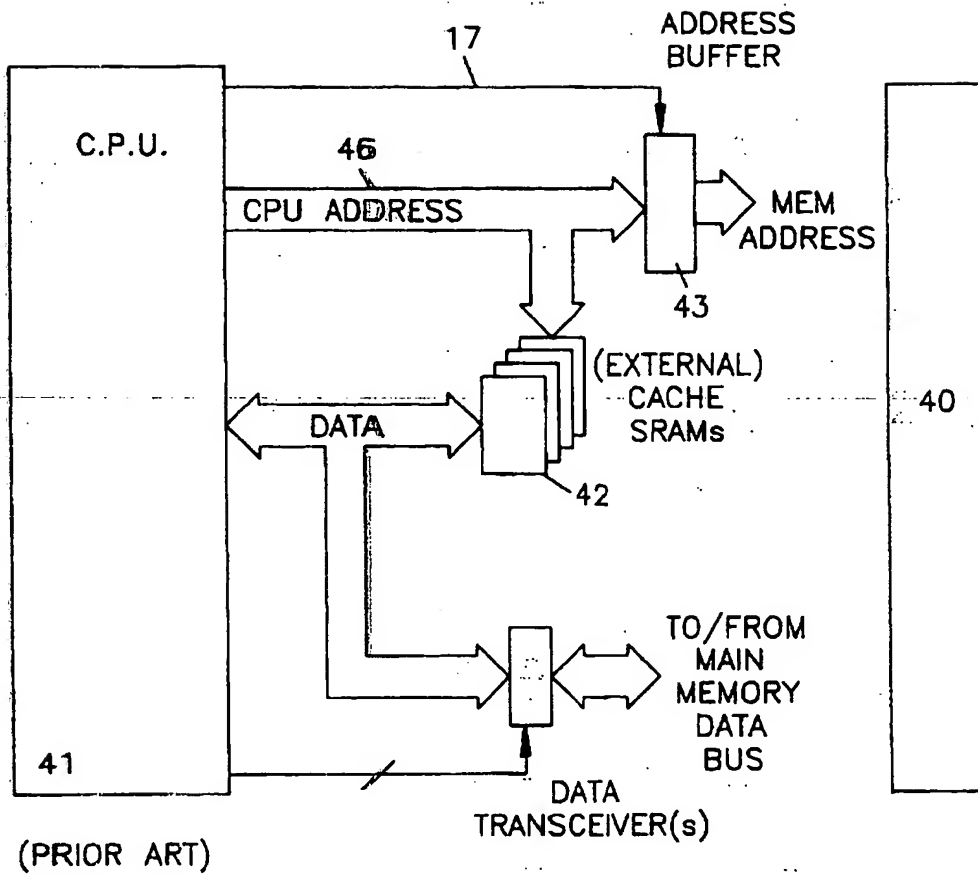 ADDRESS
BUFFER
17
C.P.U.
46
CPU ADDRESS
MEM
ADDRESS
43
(EXTERNAL)
CACHE
SRAMs
40
DATA
42
TO/FROM
MAIN
MEMORY
DATA
BUS
41
DATA
TRANSCEIVER(s)
(PRIOR ART)